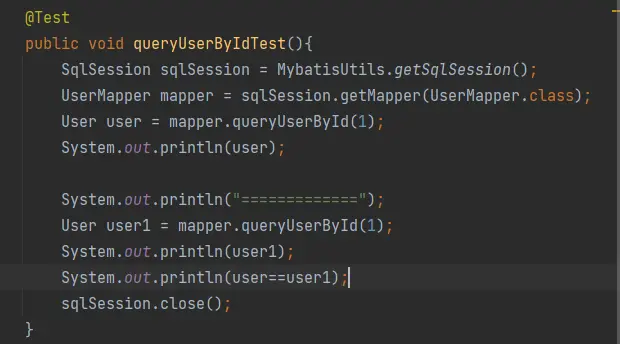 @Test
public void queryUserByIdTest(){
SqlSession sqlSession = MybatisUtils.getSqlSession();
UserMapper mapper = sqlSession.getMapper(UserMapper.class);
User user = mapper.queryUserById(1);
System.out.println(user);
System.out.println("=============");
User user1 = mapper.queryUserById(1);
System.out.println(user1);
System.out.println(user==user1);
sqlSession.close();
}